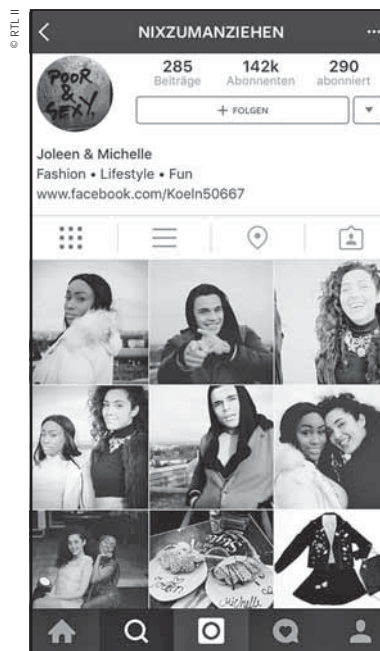 © RTL II
NIXZUMANZIEHEN
POOR
&
SEXY,
285 142k 290
Beiträge Abonnenten abonniert
+ FOLGEN
Joleen & Michelle
Fashion • Lifestyle • Fun
www.facebook.com/Koeln50667
Michelle